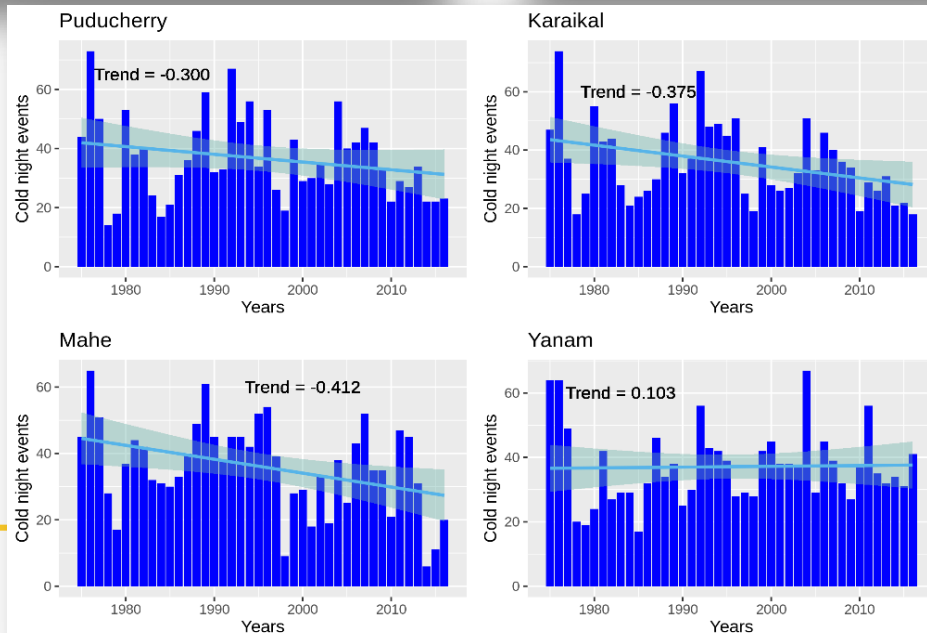 Puducherry
Trend = -0.300
Cold night events
60
40
20
0
1980
1990
2000
2010
Years
Karaikal
Trend = -0.375
Cold night events
60
40
20
0
1980
1990
2000
2010
Years
Mahe
Trend = -0.412
Cold night events
60
40
20
0
1980
1990
2000
2010
Years
Yanam
Trend = 0.103
Cold night events
60
40
20
0
1980
1990
2000
2010
Years